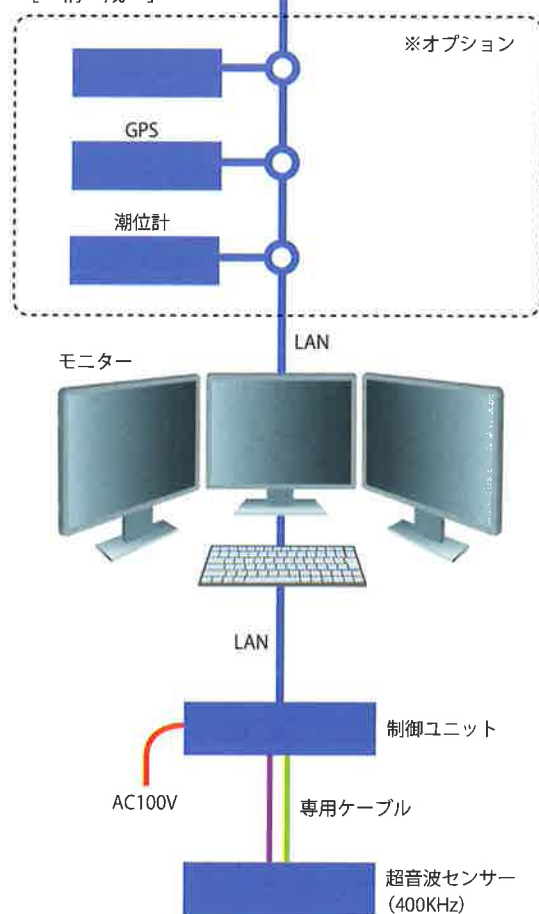 ※オプション
GPS
潮位計
LAN
モニター
LAN
制御ユニット
AC100V
専用ケーブル
超音波センサー
(400KHz)